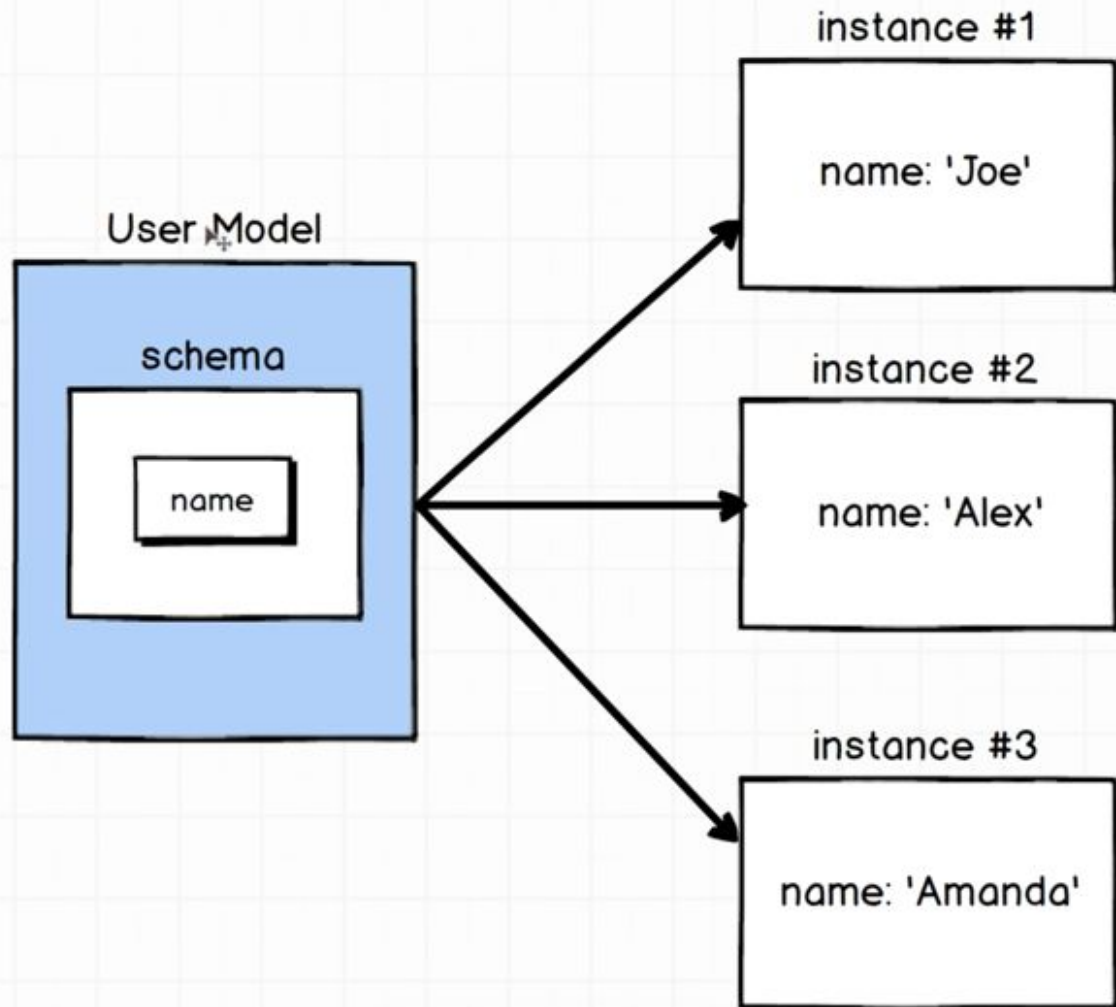 User Model
schema
name
instance #1
name: 'Joe'
instance #2
name: 'Alex'
instance #3
name: 'Amanda'